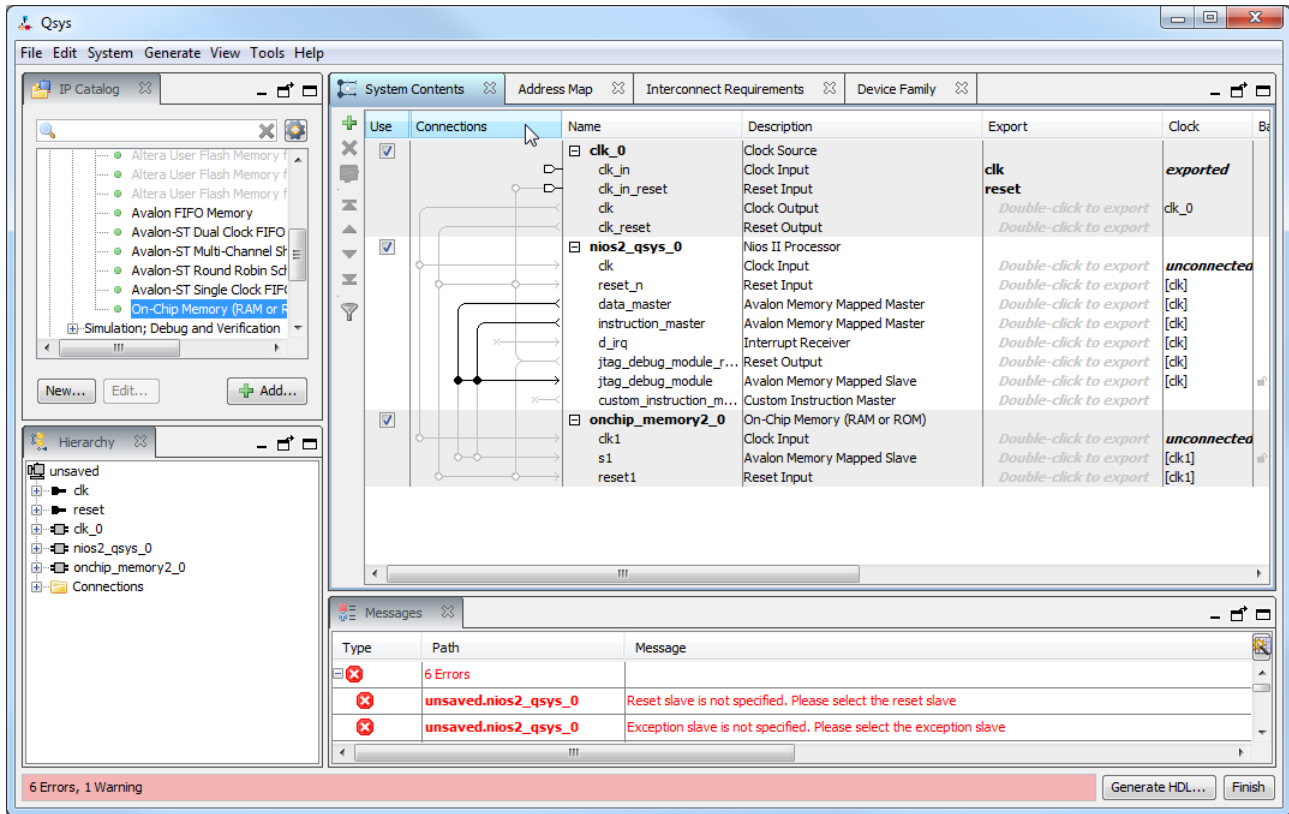 Qsys
File Edit System Generate View Tools Help
IP Catalog
Altera User Flash Memory f
Altera User Flash Memory f
Altera User Flash Memory f
Avalon FIFO Memory
Avalon-ST Dual Clock FIFO
Avalon-ST Multi-Channel Sh
Avalon-ST Round Robin Sch
Avalon-ST Single Clock FIF
On-Chip Memory (RAM or R
Simulation; Debug and Verification
New... Edit... Add...
Hierarchy
unsaved
clk
reset
clk_0
nios2_qsys_0
onchip_memory2_0
Connections
System Contents Address Map Interconnect Requirements Device Family
Use Connections Name Description Export Clock Ba
clk_0 Clock Source
clk_in Clock Input clk exported
clk_in_reset Reset Input reset
clk Clock Output Double-click to export clk_0
clk_reset Reset Output Double-click to export
nios2_qsys_0 Nios II Processor
clk Clock Input Double-click to export unconnected
reset_n Reset Input Double-click to export [clk]
data_master Avalon Memory Mapped Master Double-click to export [clk]
instruction_master Avalon Memory Mapped Master Double-click to export [clk]
d_irq Interrupt Receiver Double-click to export [clk]
jtag_debug_module_r... Reset Output Double-click to export [clk]
jtag_debug_module Avalon Memory Mapped Slave Double-click to export [clk]
custom_instruction_m... Custom Instruction Master Double-click to export
onchip_memory2_0 On-Chip Memory (RAM or ROM)
clk1 Clock Input Double-click to export unconnected
s1 Avalon Memory Mapped Slave Double-click to export [clk1]
reset1 Reset Input Double-click to export [clk1]
Messages
Type Path Message
6 Errors
unsaved.nios2_qsys_0 Reset slave is not specified. Please select the reset slave
unsaved.nios2_qsys_0 Exception slave is not specified. Please select the exception slave
6 Errors, 1 Warning Generate HDL... Finish